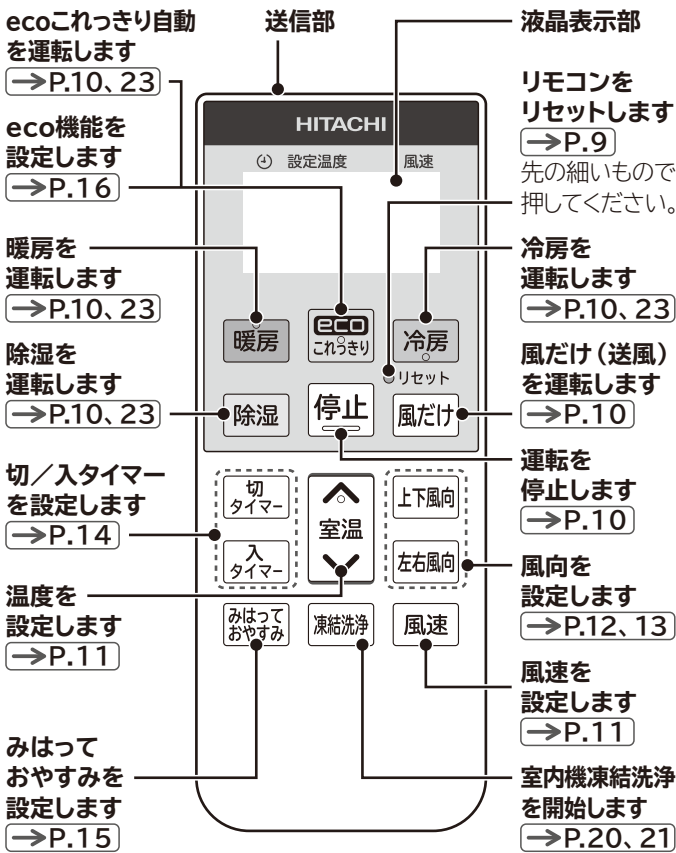 ecoこれっきり自動
を運転します
→P.10、23
eco機能を
設定します
→P.16
暖房を
運転します
→P.10、23
除湿を
運転します
→P.10、23
切／入タイマー
を設定します
→P.14
温度を
設定します
→P.11
みはって
おやすみを
設定します
→P.15
送信部
HITACHI
設定温度 風速
暖房
eco
これっきり
冷房
リセット
除湿
停止
風だけ
切
タイマー
室温
上下風向
入
タイマー
左右風向
みはって
おやすみ
凍結洗浄
風速
液晶表示部
リモコンを
リセットします
→P.9
先の細いもので
押してください。
冷房を
運転します
→P.10、23
風だけ（送風）
を運転します
→P.10
運転を
停止します
→P.10
風向を
設定します
→P.12、13
風速を
設定します
→P.11
室内機凍結洗浄
を開始します
→P.20、21